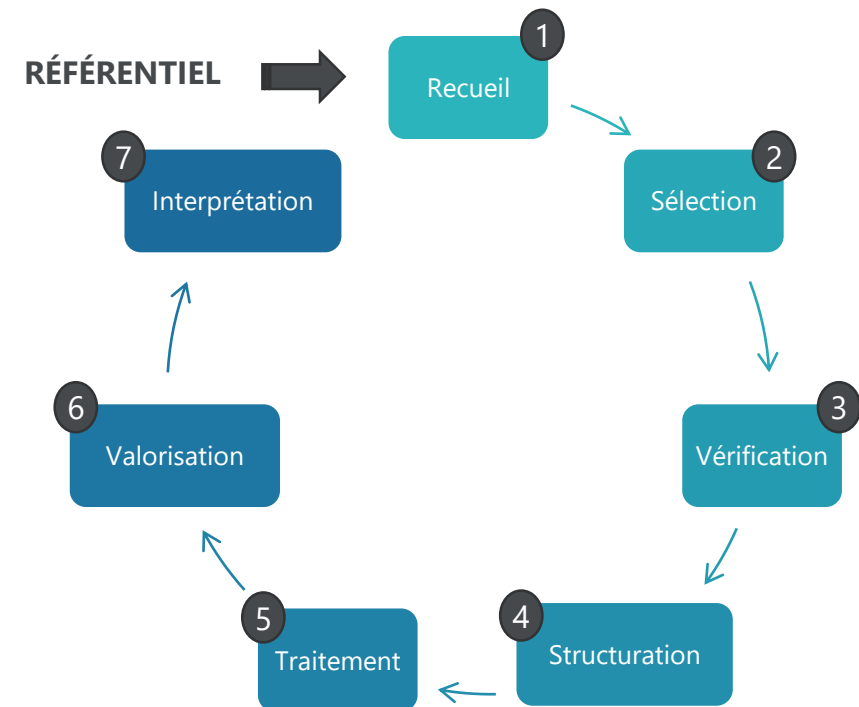 RÉFÉRENTIEL
1
Recueil
2
Sélection
3
Vérification
4
Structuration
5
Traitement
6
Valorisation
7
Interprétation